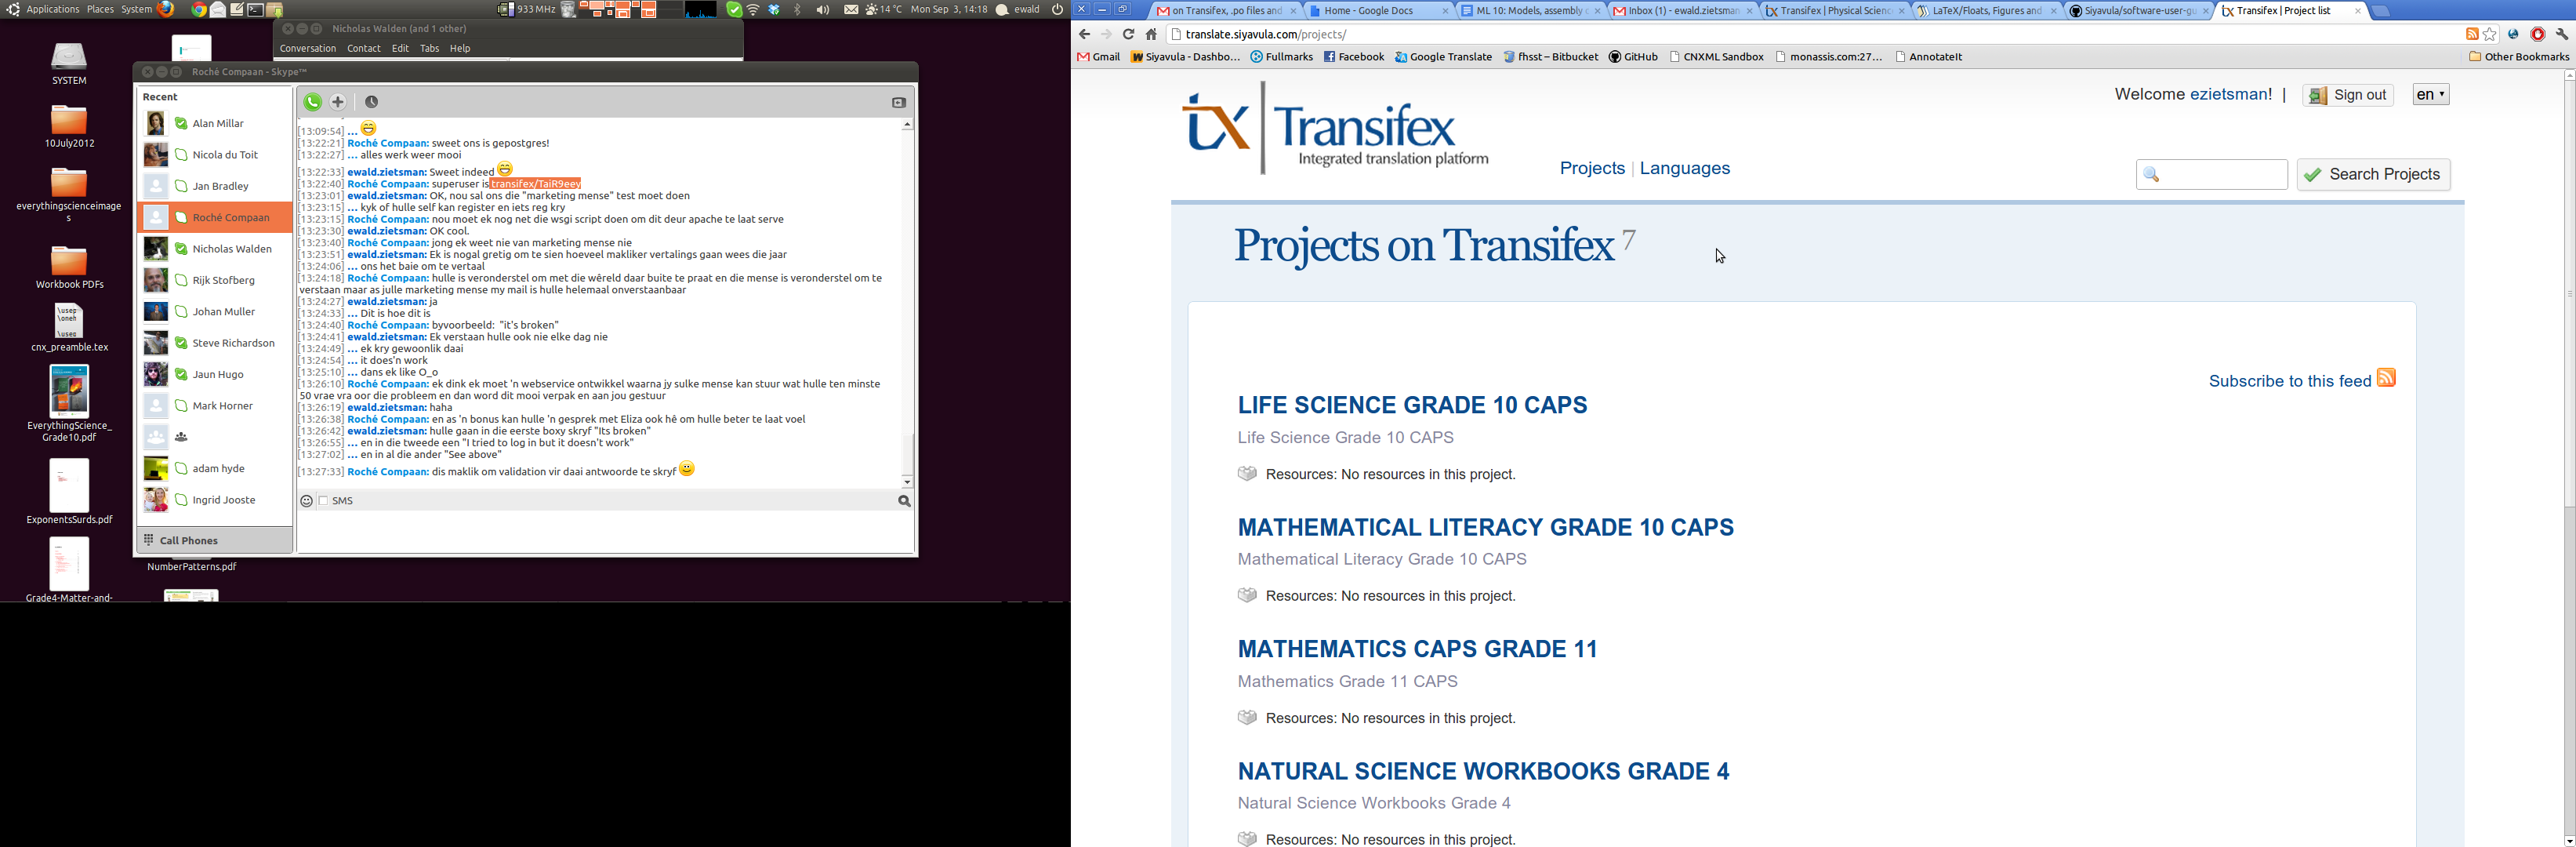 Applications Places System
933 MHz
14 °C Mon Sep 3, 14:18 ewald
SYSTEM
10July2012
everythingscienceimage
s
Workbook PDFs
cnx_preamble.tex
EverythingScience_
Grade10.pdf
ExponentsSurds.pdf
Grade4-Matter-and-
NumberPatterns.pdf
Nicholas Walden (and 1 other)
Conversation Contact Edit Tabs Help
Roché Compaan - Skype™
Recent
Alan Millar
Nicola du Toit
Jan Bradley
Roché Compaan
Nicholas Walden
Rijk Stofberg
Johan Muller
Steve Richardson
Jaun Hugo
Mark Horner
adam hyde
Ingrid Jooste
Call Phones
[13:09:54] ...
[13:22:21] Roché Compaan: sweet ons is gepostgres!
[13:22:27] ... alles werk weer mooi
[13:22:33] ewald.zietsman: Sweet indeed
[13:22:40] Roché Compaan: superuser is transifex/TaiR9eey
[13:23:01] ewald.zietsman: OK, nou sal ons die "marketing mense" test moet doen
[13:23:15] ... kyk of hulle self kan register en iets reg kry
[13:23:15] Roché Compaan: nou moet ek nog net die wsgi script doen om dit deur apache te laat serve
[13:23:30] ewald.zietsman: OK cool.
[13:23:40] Roché Compaan: jong ek weet nie van marketing mense nie
[13:23:51] ewald.zietsman: Ek is nogal gretig om te sien hoeveel makliker vertalings gaan wees die jaar
[13:24:06] ... ons het baie om te vertaal
[13:24:18] Roché Compaan: hulle is veronderstel om met die wêreld daar buite te praat en die mense is veronderstel om te
verstaan maar as julle marketing mense my mail is hulle helemaal onverstaanbaar
[13:24:27] ewald.zietsman: ja
[13:24:33] ... Dit is hoe dit is
[13:24:40] Roché Compaan: byvoorbeeld: "it's broken"
[13:24:41] ewald.zietsman: Ek verstaan hulle ook nie elke dag nie
[13:24:49] ... ek kry gewoonlik daai
[13:24:54] ... it does'n work
[13:25:10] ... dans ek like O_o
[13:26:10] Roché Compaan: ek dink ek moet 'n webservice ontwikkel waarna jy sulke mense kan stuur wat hulle ten minste
50 vrae vra oor die probleem en dan word dit mooi verpak en aan jou gestuur
[13:26:19] ewald.zietsman: haha
[13:26:38] Roché Compaan: en as 'n bonus kan hulle 'n gesprek met Eliza ook hê om hulle beter te laat voel
[13:26:42] ewald.zietsman: hulle gaan in die eerste boxy skryf "Its broken"
[13:26:55] ... en in die tweede een "I tried to log in but it doesn't work"
[13:27:02] ... en in al die ander "See above"
[13:27:33] Roché Compaan: dis maklik om validation vir daai antwoorde te skryf
SMS
on Transifex, .po files and
Home - Google Docs
ML 10: Models, assembly
Inbox (1) - ewald.zietsman
Transifex | Physical Scien
LaTeX/Floats, Figures and
Siyavula/software-user-gu
Transifex | Project list
translate.siyavula.com/projects/
Gmail Siyavula - Dashbo... Fullmarks Facebook Google Translate fhsst – Bitbucket GitHub CNXML Sandbox monassis.com:27... AnnotateIt Other Bookmarks
Welcome ezietsman! | Sign out en
tx Transifex
Integrated translation platform
Projects | Languages
Search Projects
Projects on Transifex 7
Subscribe to this feed
LIFE SCIENCE GRADE 10 CAPS
Life Science Grade 10 CAPS
Resources: No resources in this project.
MATHEMATICAL LITERACY GRADE 10 CAPS
Mathematical Literacy Grade 10 CAPS
Resources: No resources in this project.
MATHEMATICS CAPS GRADE 11
Mathematics Grade 11 CAPS
Resources: No resources in this project.
NATURAL SCIENCE WORKBOOKS GRADE 4
Natural Science Workbooks Grade 4
Resources: No resources in this project.